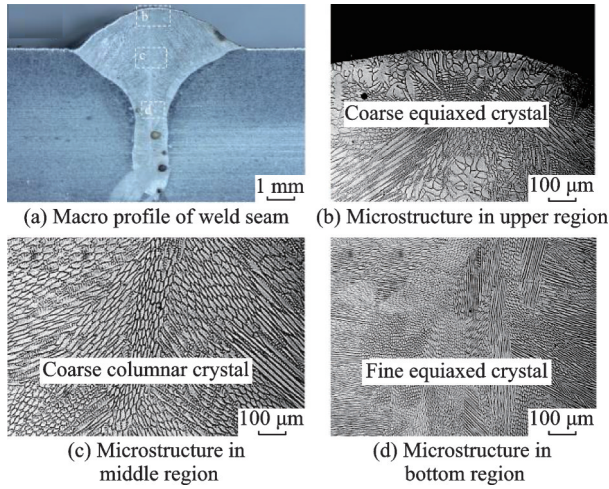 b
c
d
1 mm
(a) Macro profile of weld seam
Coarse equiaxed crystal
100 μm
(b) Microstructure in upper region
Coarse columnar crystal
100 μm
(c) Microstructure in
middle region
Fine equiaxed crystal
100 μm
(d) Microstructure in
bottom region